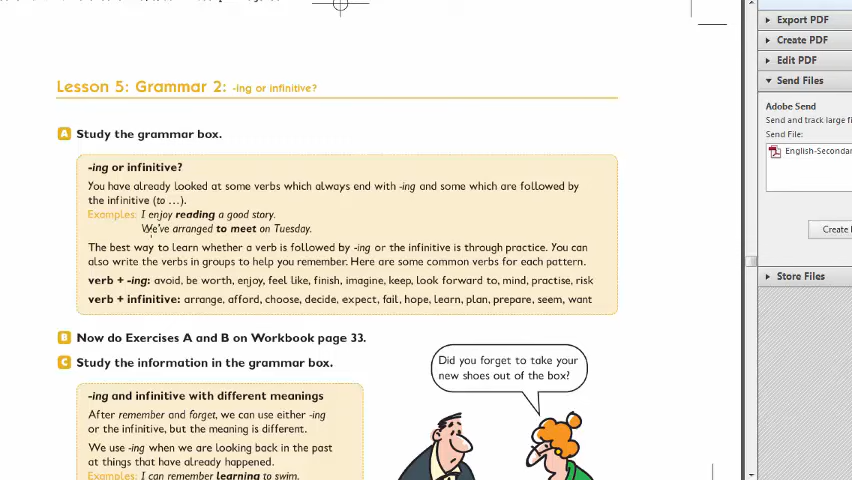 Export PDF
Create PDF
Edit PDF
Send Files
Adobe Send
Send and track large fi
Send File:
English-Secondar
Create
Store Files
Lesson 5: Grammar 2: -ing or infinitive?
A Study the grammar box.
-ing or infinitive?
You have already looked at some verbs which always end with -ing and some which are followed by
the infinitive (to ...).
Examples: I enjoy reading a good story.
We've arranged to meet on Tuesday.
The best way to learn whether a verb is followed by -ing or the infinitive is through practice. You can
also write the verbs in groups to help you remember. Here are some common verbs for each pattern.
verb + -ing: avoid, be worth, enjoy, feel like, finish, imagine, keep, look forward to, mind, practise, risk
verb + infinitive: arrange, afford, choose, decide, expect, fail, hope, learn, plan, prepare, seem, want
B Now do Exercises A and B on Workbook page 33.
C Study the information in the grammar box.
Did you forget to take your
new shoes out of the box?
-ing and infinitive with different meanings
After remember and forget, we can use either -ing
or the infinitive, but the meaning is different.
We use -ing when we are looking back in the past
at things that have already happened.
Examples: I can remember learning to swim.